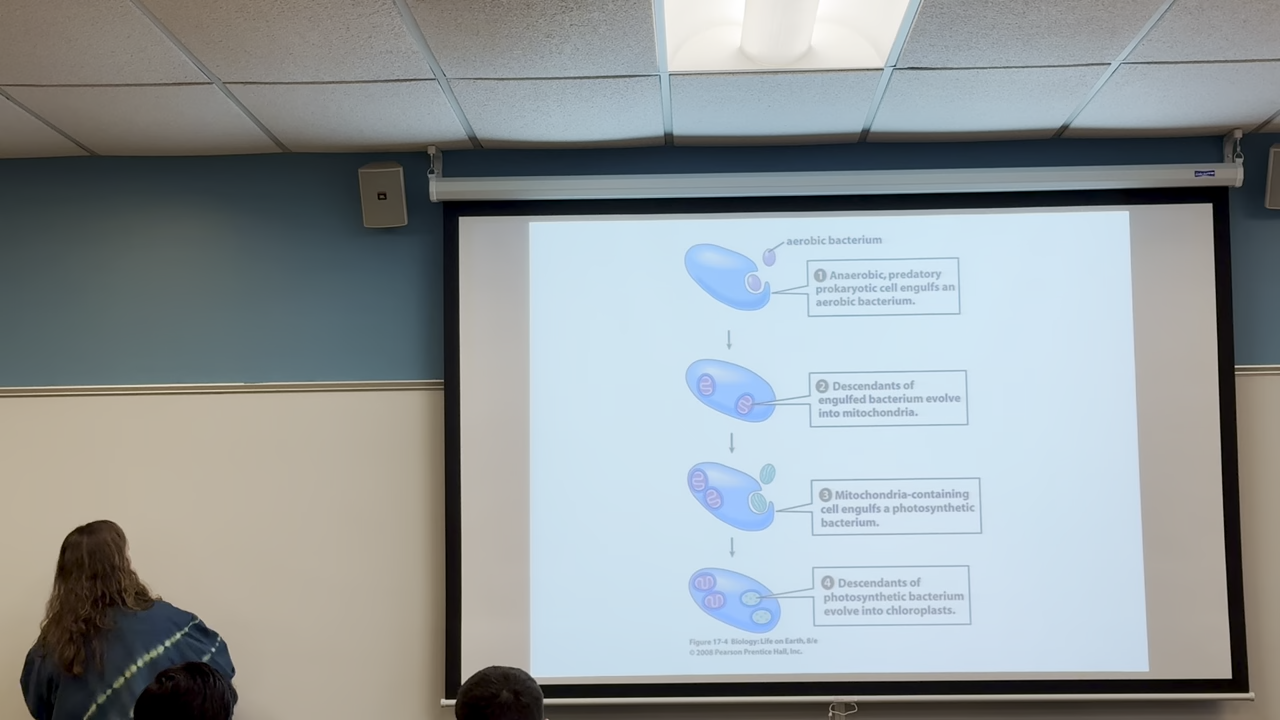 aerobic bacterium
1 Anaerobic, predatory
prokaryotic cell engulfs an
aerobic bacterium.
2 Descendants of
engulfed bacterium evolve
into mitochondria.
3 Mitochondria-containing
cell engulfs a photosynthetic
bacterium.
4 Descendants of
photosynthetic bacterium
evolve into chloroplasts.
Figure 17-4 Biology: Life on Earth, 8/e
© 2008 Pearson Prentice Hall, Inc.